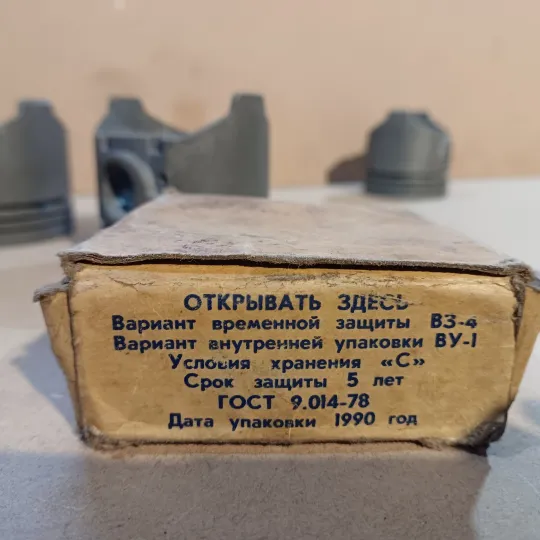 ОТКРЫВАТЬ ЗДЕСЬ
Вариант временной защиты ВЗ-4
Вариант внутренней упаковки ВУ-1
Условия хранения «С»
Срок защиты 5 лет
ГОСТ 9.014-78
Дата упаковки 1990 год